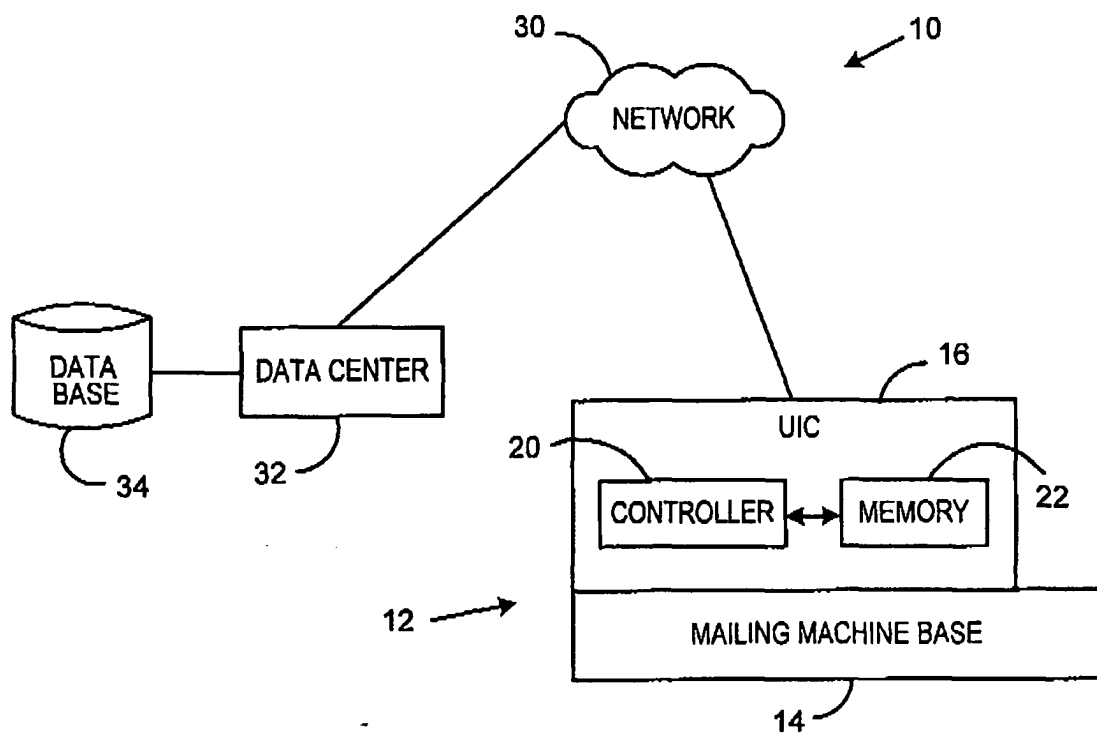 30
10
NETWORK
16
DATA
BASE
DATA CENTER
UIC
34
32
20
22
CONTROLLER
MEMORY
12
MAILING MACHINE BASE
14